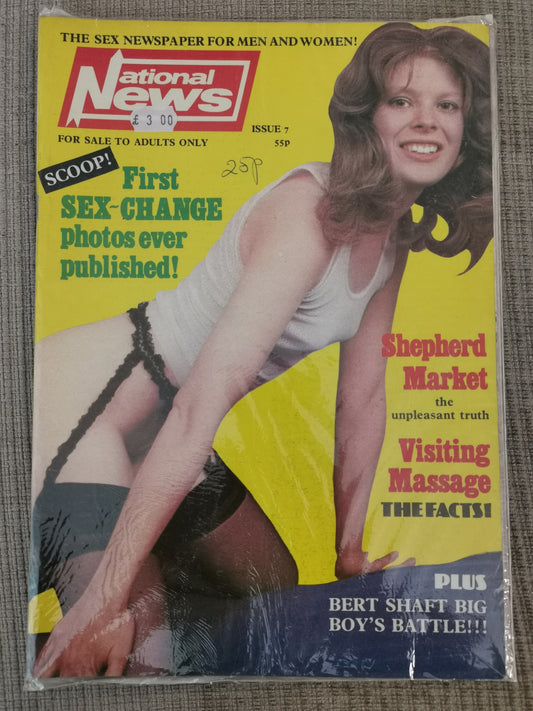 THE SEX NEWSPAPER FOR MEN AND WOMEN!
National
News
£ 3 00
FOR SALE TO ADULTS ONLY
ISSUE 7
55P
25p
SCOOP!
First
SEX-CHANGE
photos ever
published!
Shepherd
Market
the
unpleasant truth
Visiting
Massage
THE FACTS!
PLUS
BERT SHAFT BIG
BOY'S BATTLE!!!